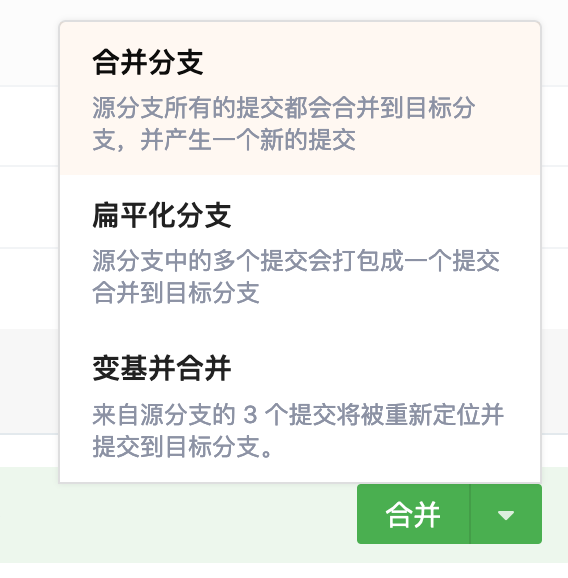 合并分支
源分支所有的提交都会合并到目标分
支，并产生一个新的提交
扁平化分支
源分支中的多个提交会打包成一个提交
合并到目标分支
变基并合并
来自源分支的 3 个提交将被重新定位并
提交到目标分支。
合并